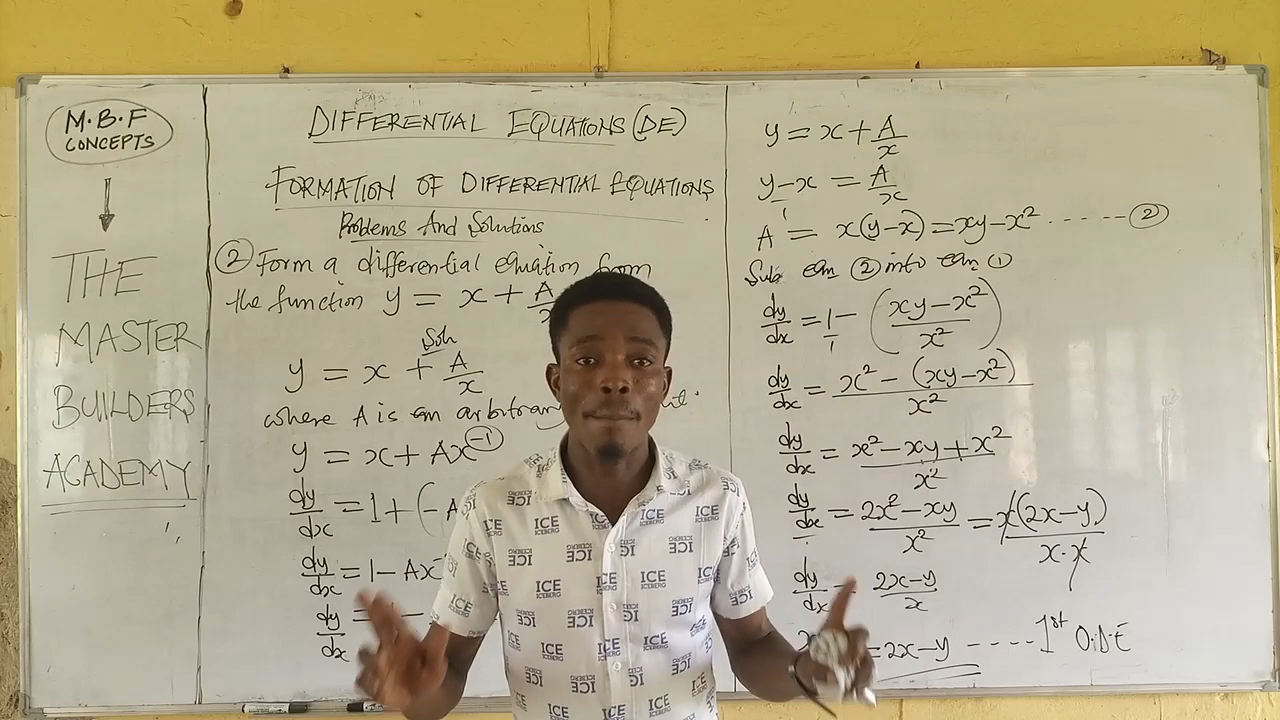 M.B.F
CONCEPTS
THE
MASTER
BUILDERS
ACADEMY
DIFFERENTIAL EQUATIONS (DE)
FORMATION OF DIFFERENTIAL EQUATIONS
Problems And Solutions
② Form a differential equation from
the function y = x + A/x
Soln
y = x + A/x
where A is an arbitrary
y = x + Ax⁻¹
dy/dx = 1 + (-A
dy/dx = 1 - Ax
dy/dx = 1 -
y = x + A/x
y - x = A/x
A = x(y-x) = xy - x² ------ ②
Sub eqn ② into eqn ①
dy/dx = 1/1 - (xy - x²/x²)
dy/dx = x² - (xy - x²)/x²
dy/dx = x² - xy + x²/x²
dy/dx = 2x² - xy/x² = x(2x-y)/x·x
dy/dx = 2x-y/x
= 2x-y ---- 1st O.D.E
ICE
ICEBERG